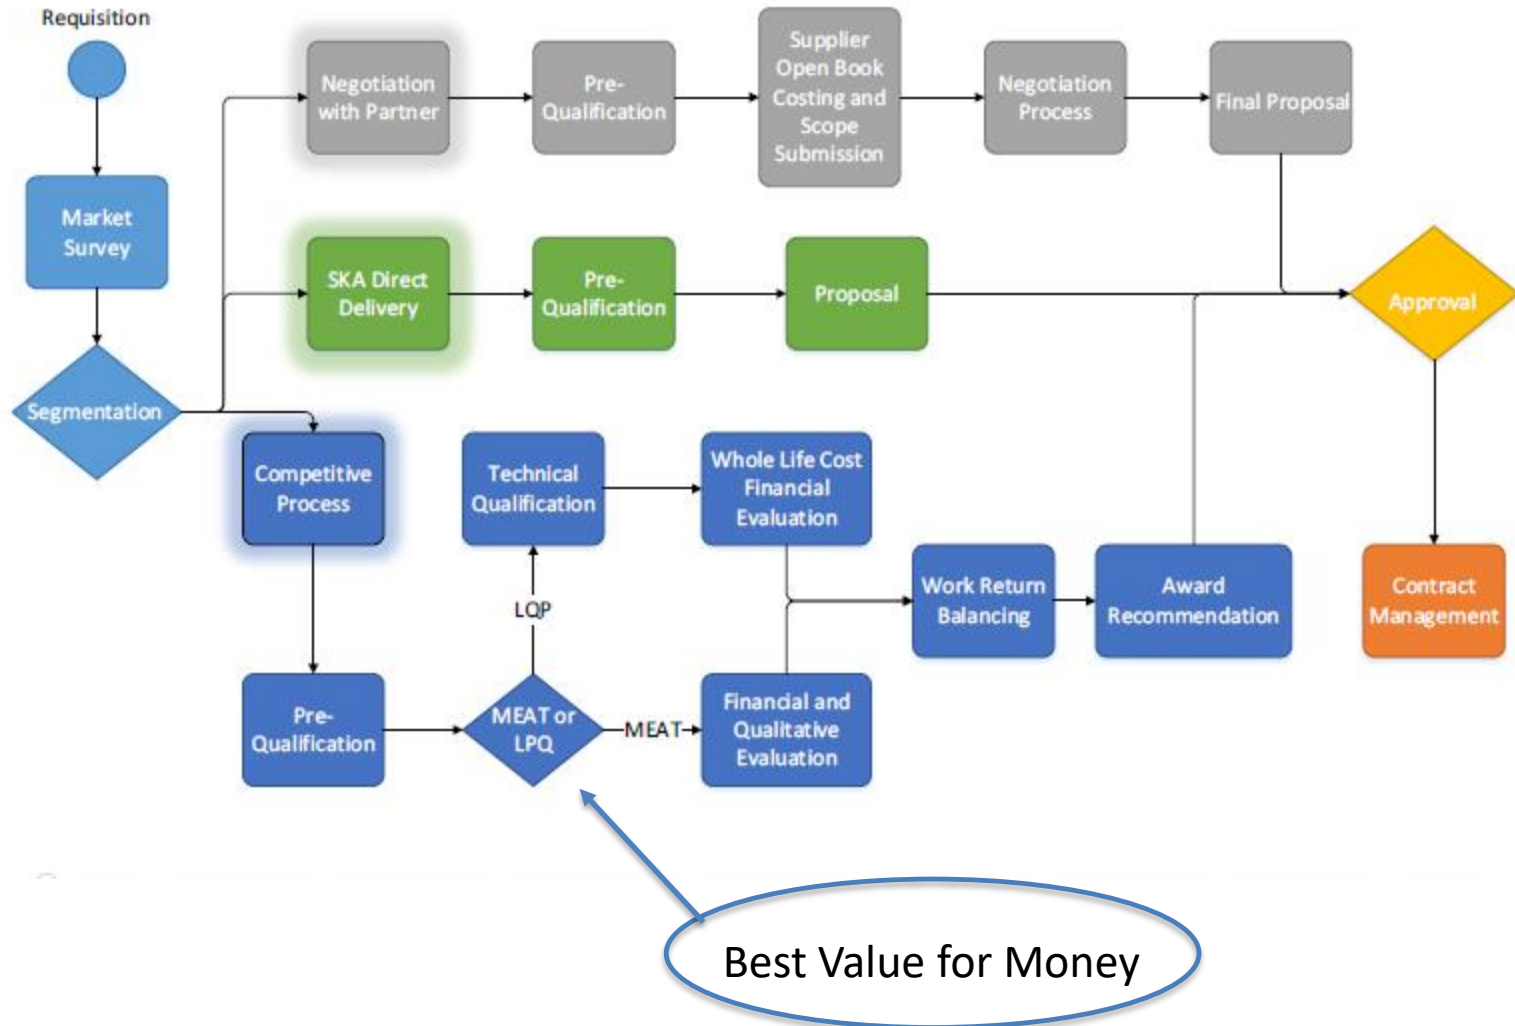 Requisition
Negotiation
with Partner
Pre-
Qualification
Supplier
Open Book
Costing and
Scope
Submission
Negotiation
Process
Final Proposal
Market
Survey
SKA Direct
Delivery
Pre-
Qualification
Proposal
Approval
Segmentation
Competitive
Process
Technical
Qualification
Whole Life Cost
Financial
Evaluation
LQP
Work Return
Balancing
Award
Recommendation
Contract
Management
Pre-
Qualification
MEAT or
LPQ
MEAT
Financial and
Qualitative
Evaluation
Best Value for Money